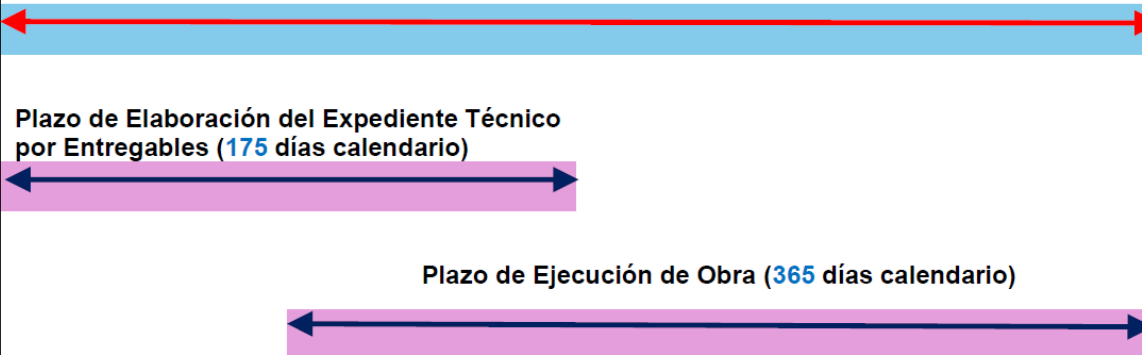 Plazo de Elaboración del Expediente Técnico
por Entregables (175 días calendario)
Plazo de Ejecución de Obra (365 días calendario)